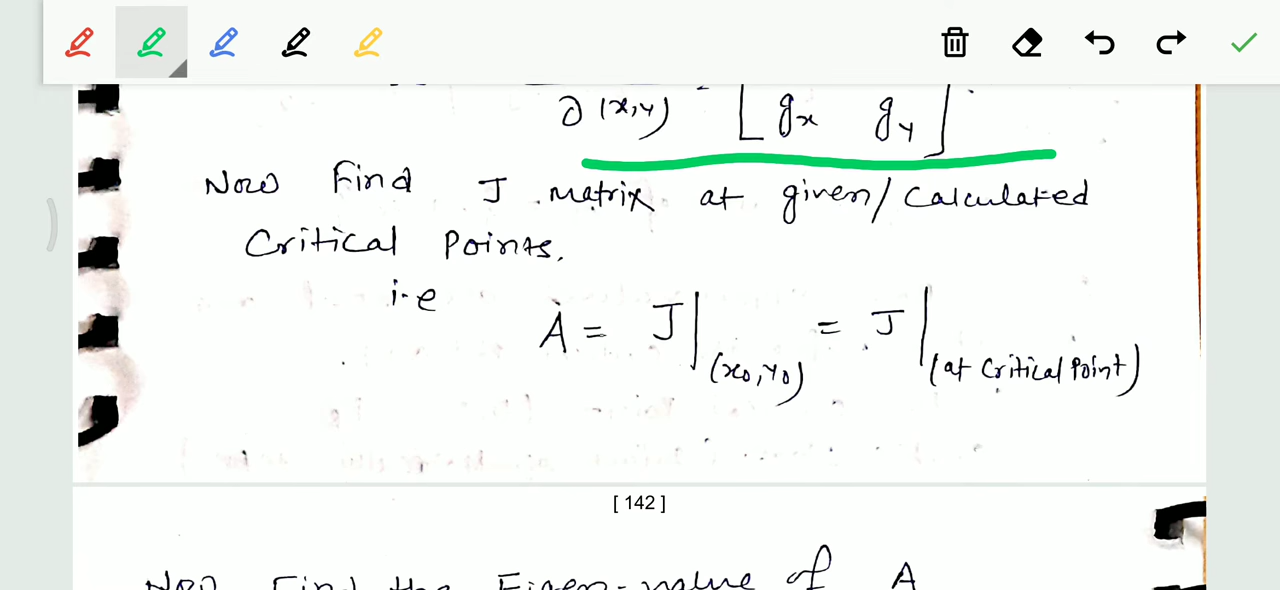 ∂(x,y) [ gx gy ]
Now Find J matrix at given/Calculated
Critical Points.
i-e
A = J|(x0,y0) = J|(at Critical Point)
[ 142 ]
Now Find the Eigen-value of A